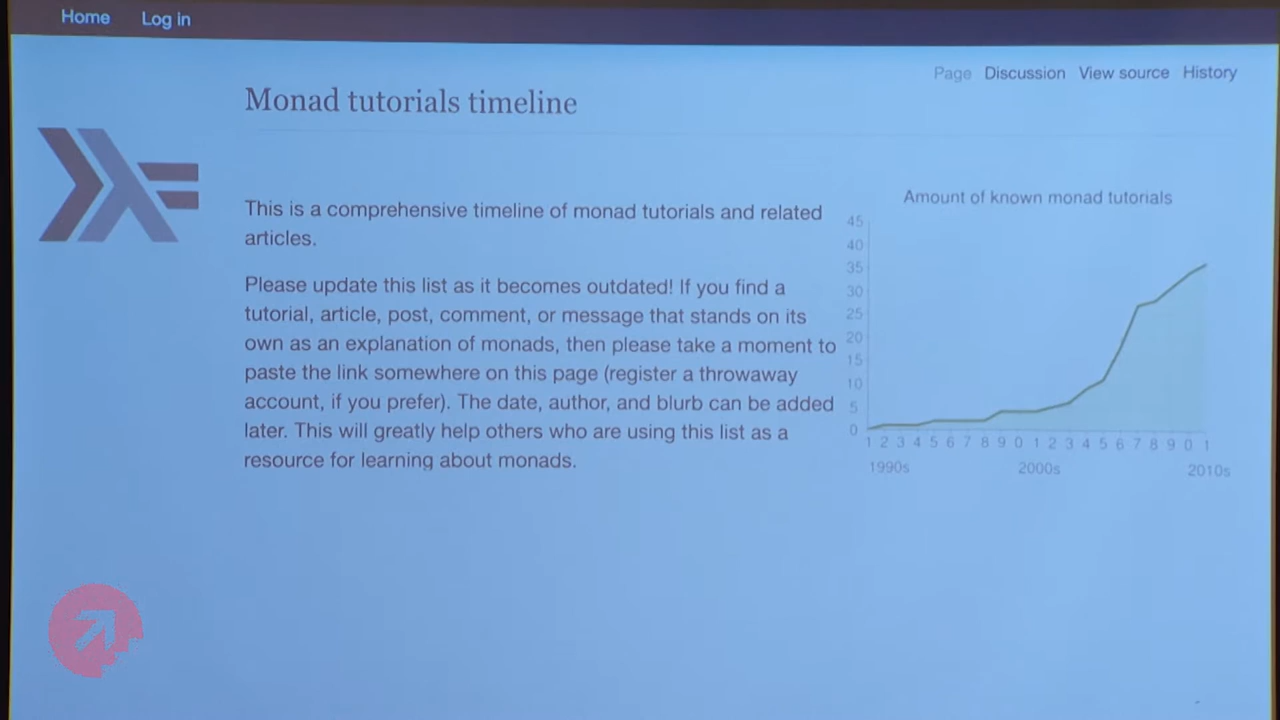 Home Log in
Page Discussion View source History
Monad tutorials timeline
This is a comprehensive timeline of monad tutorials and related
articles.
Please update this list as it becomes outdated! If you find a
tutorial, article, post, comment, or message that stands on its
own as an explanation of monads, then please take a moment to
paste the link somewhere on this page (register a throwaway
account, if you prefer). The date, author, and blurb can be added
later. This will greatly help others who are using this list as a
resource for learning about monads.
Amount of known monad tutorials
45
40
35
30
25
20
15
10
5
0
1 2 3 4 5 6 7 8 9 0 1 2 3 4 5 6 7 8 9 0 1
1990s 2000s 2010s